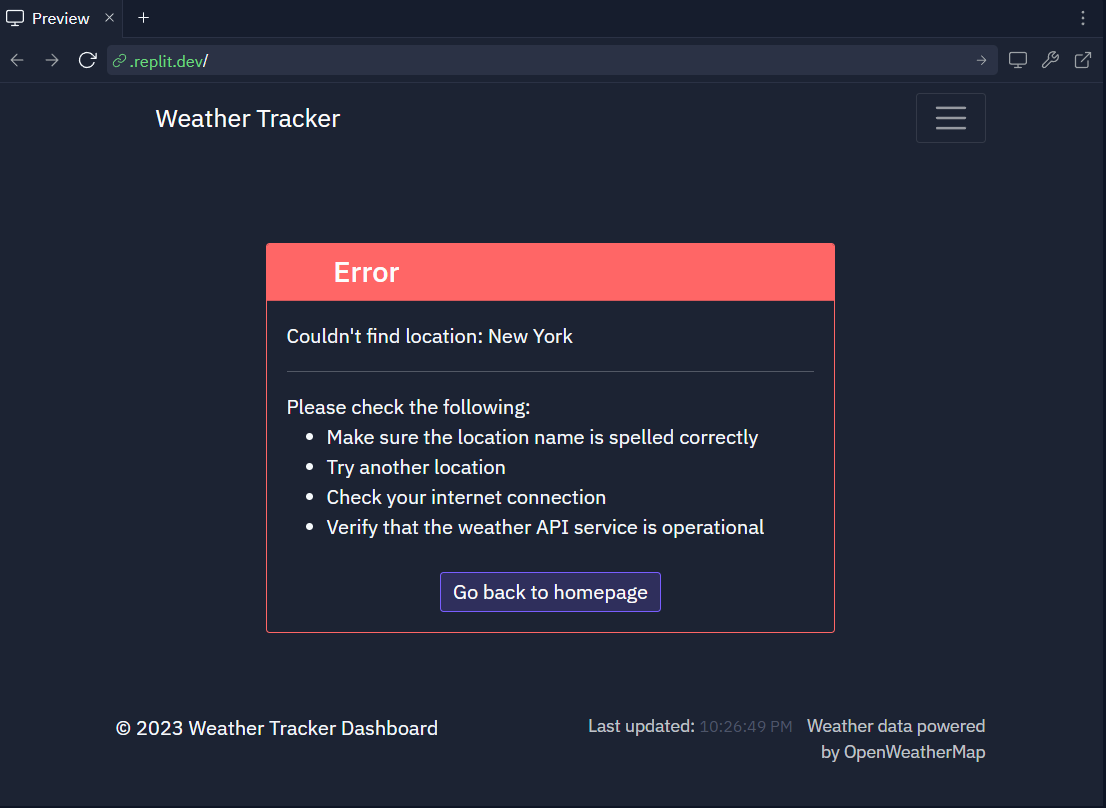 Preview
.replit.dev/
Weather Tracker
Error
Couldn't find location: New York
Please check the following:
Make sure the location name is spelled correctly
Try another location
Check your internet connection
Verify that the weather API service is operational
Go back to homepage
© 2023 Weather Tracker Dashboard
Last updated: 10:26:49 PM
Weather data powered
by OpenWeatherMap